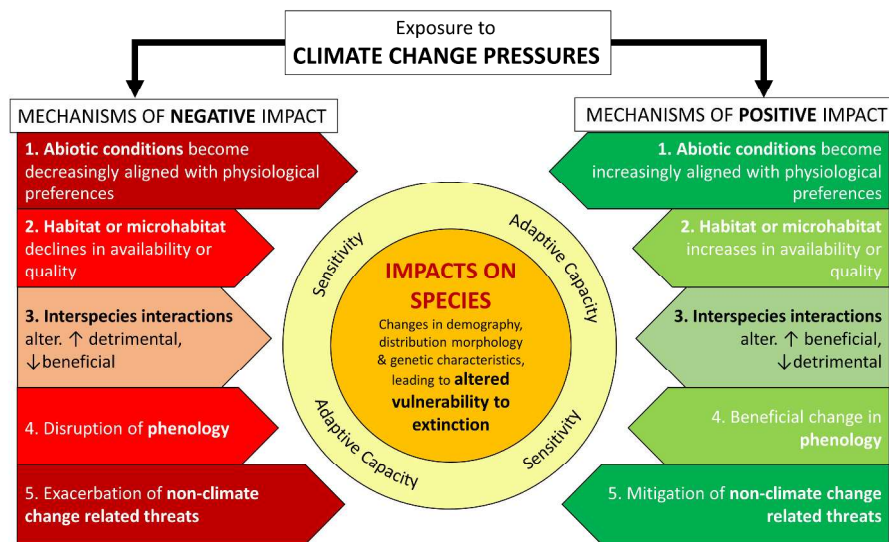 Exposure to
CLIMATE CHANGE PRESSURES
MECHANISMS OF NEGATIVE IMPACT
1. Abiotic conditions become
decreasingly aligned with physiological
preferences
2. Habitat or microhabitat
declines in availability or
quality
3. Interspecies interactions
alter. ↑ detrimental,
↓beneficial
4. Disruption of phenology
5. Exacerbation of non-climate
change related threats
Sensitivity
Adaptive Capacity
IMPACTS ON
SPECIES
Changes in demography,
distribution morphology
& genetic characteristics,
leading to altered
vulnerability to
extinction
Adaptive Capacity
Sensitivity
MECHANISMS OF POSITIVE IMPACT
1. Abiotic conditions become
increasingly aligned with physiological
preferences
2. Habitat or microhabitat
increases in availability or
quality
3. Interspecies interactions
alter. ↑ beneficial,
↓detrimental
4. Beneficial change in
phenology
5. Mitigation of non-climate change
related threats